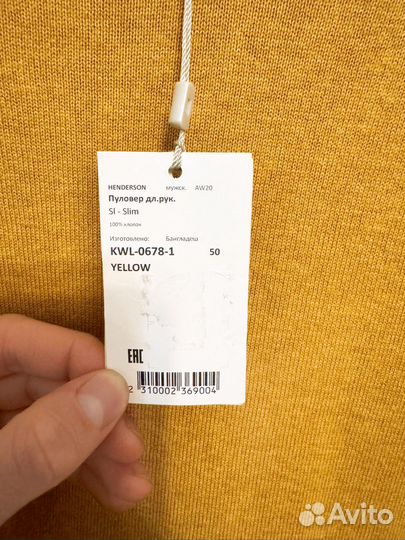 HENDERSON мужск. AW20
Пуловер дл.рук.
Sl - Slim
100% хлопок
Изготовлено: Бангладеш
KWL-0678-1 50
YELLOW
EAC
2 310002 369004
Avito